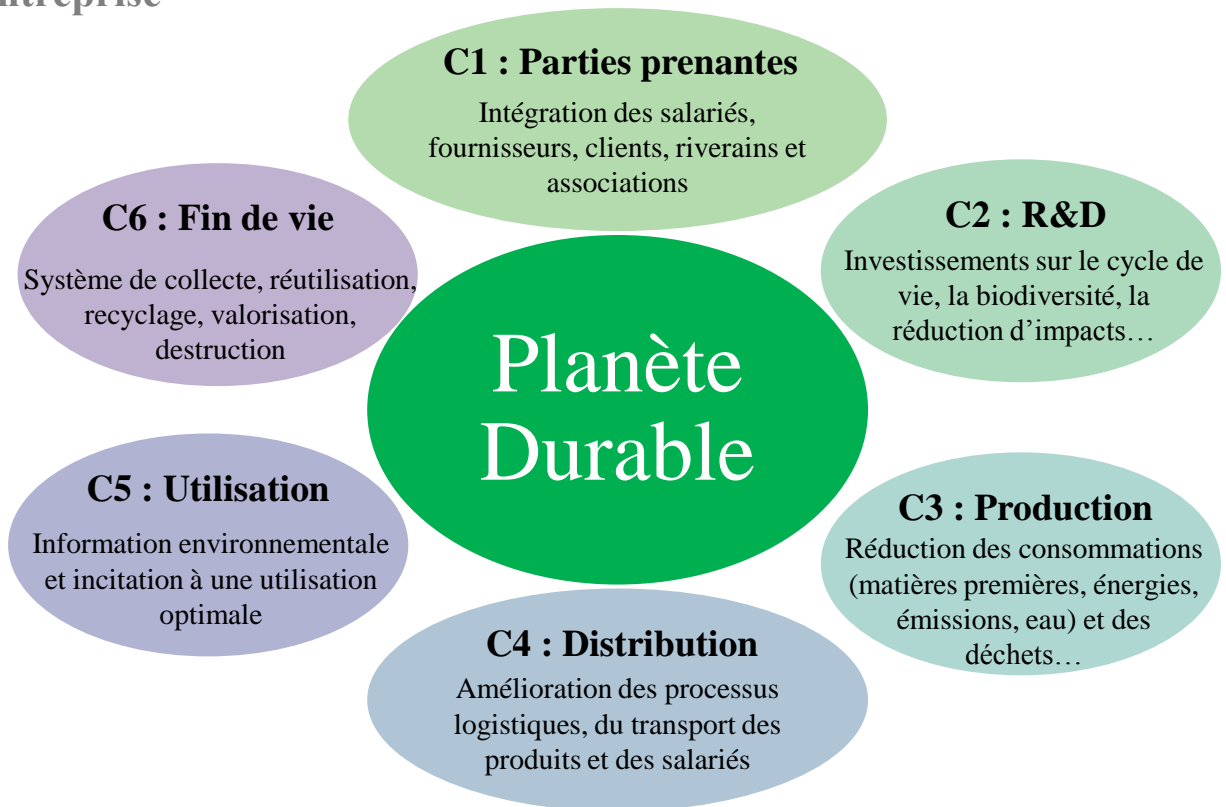 C1 : Parties prenantes
Intégration des salariés,
fournisseurs, clients, riverains et
associations
C2 : R&D
Investissements sur le cycle de
vie, la biodiversité, la
réduction d’impacts…
C3 : Production
Réduction des consommations
(matières premières, énergies,
émissions, eau) et des
déchets…
C4 : Distribution
Amélioration des processus
logistiques, du transport des
produits et des salariés
C5 : Utilisation
Information environnementale
et incitation à une utilisation
optimale
C6 : Fin de vie
Système de collecte, réutilisation,
recyclage, valorisation,
destruction
Planète
Durable